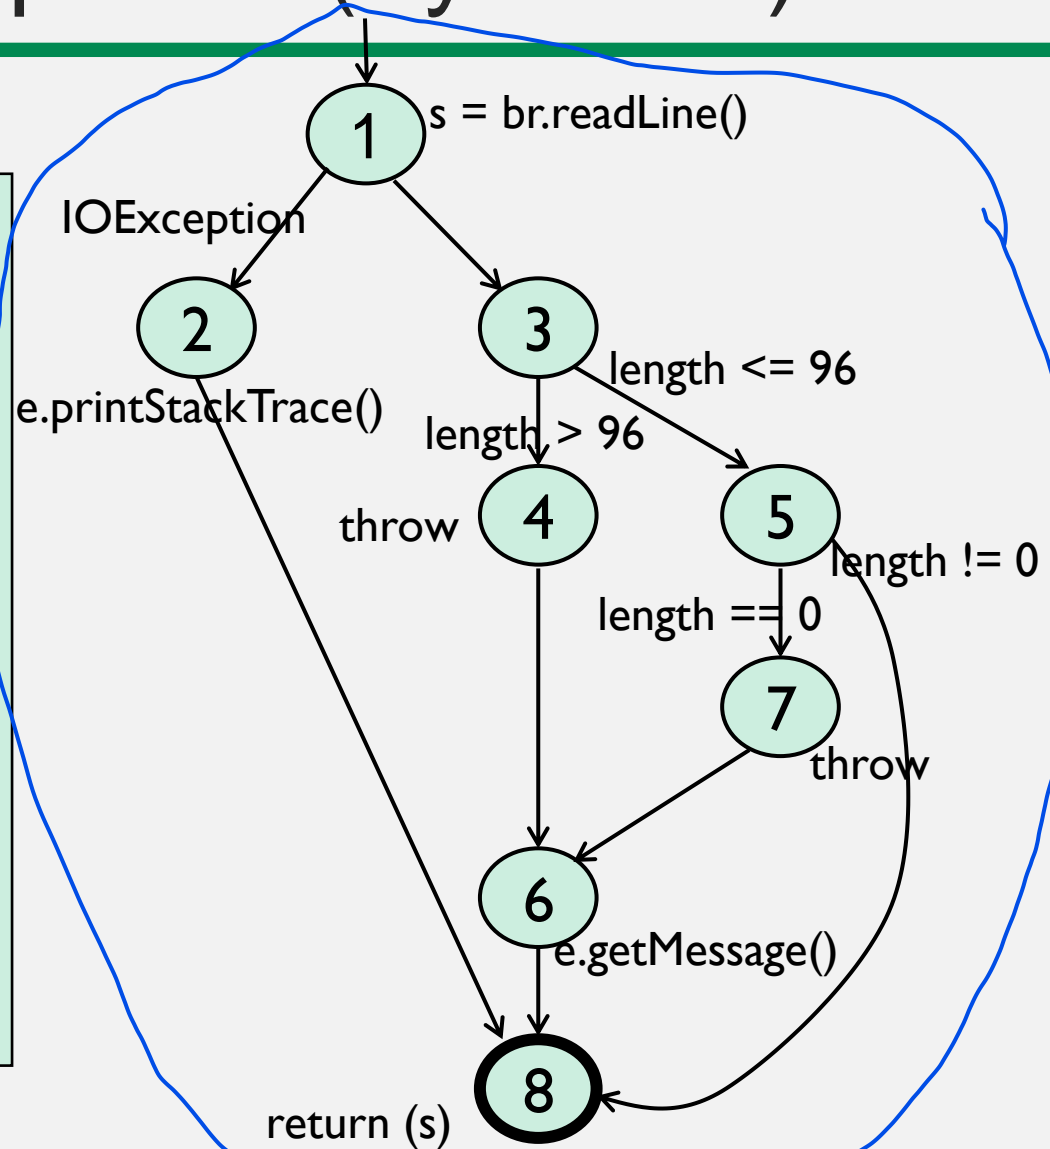 1
s = br.readLine()
IOException
2
3
length <= 96
e.printStackTrace()
length > 96
throw
4
5
length != 0
length == 0
7
throw
6
e.getMessage()
8
return (s)